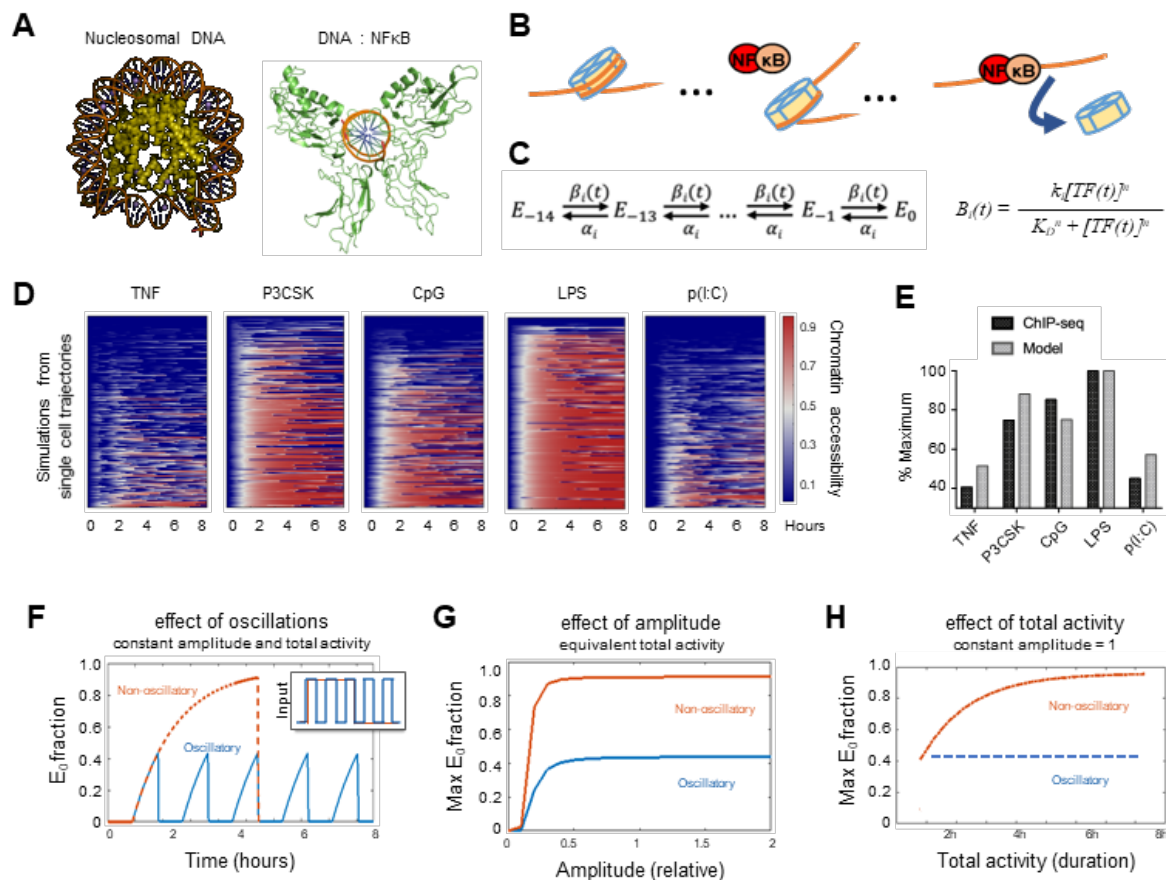 A
Nucleosomal DNA
DNA : NFκB
B
NF κB
NF κB
C
E₋₁₄ βᵢ(t) αᵢ E₋₁₃ βᵢ(t) αᵢ ... βᵢ(t) αᵢ E₋₁ βᵢ(t) αᵢ E₀
Bᵢ(t) = kᵢ[TF(t)]ⁿ / K_Dⁿ + [TF(t)]ⁿ
D
TNF P3CSK CpG LPS p(I:C)
Simulations from
single cell trajectories
0.9
0.7
0.5
0.3
0.1
Chromatin accessibility
0 2 4 6 8 0 2 4 6 8 0 2 4 6 8 0 2 4 6 8 0 2 4 6 8 Hours
E
ChIP-seq
Model
% Maximum
100
80
60
40
TNF P3CSK CpG LPS p(I:C)
F
effect of oscillations
constant amplitude and total activity
E₀ fraction
1.0
0.8
0.6
0.4
0.2
0
Non-oscillatory
Oscillatory
Input
0 2 4 6 8
Time (hours)
G
effect of amplitude
equivalent total activity
Max E₀ fraction
1.0
0.8
0.6
0.4
0.2
0
Non-oscillatory
Oscillatory
0 0.5 1 1.5 2
Amplitude (relative)
H
effect of total activity
constant amplitude = 1
Max E₀ fraction
1.0
0.8
0.6
0.4
0.2
0
Non-oscillatory
Oscillatory
2h 4h 6h 8h
Total activity (duration)